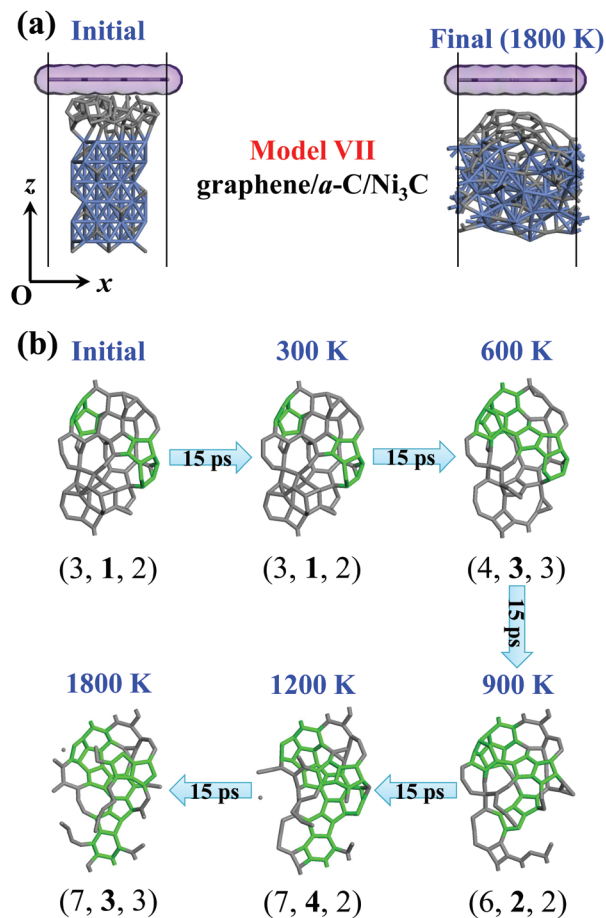 (a)
Initial
Final (1800 K)
Model VII
graphene/a-C/Ni₃C
z
O
x
(b)
Initial
300 K
600 K
15 ps
15 ps
(3, 1, 2)
(3, 1, 2)
(4, 3, 3)
15 ps
1800 K
1200 K
900 K
15 ps
15 ps
(7, 3, 3)
(7, 4, 2)
(6, 2, 2)